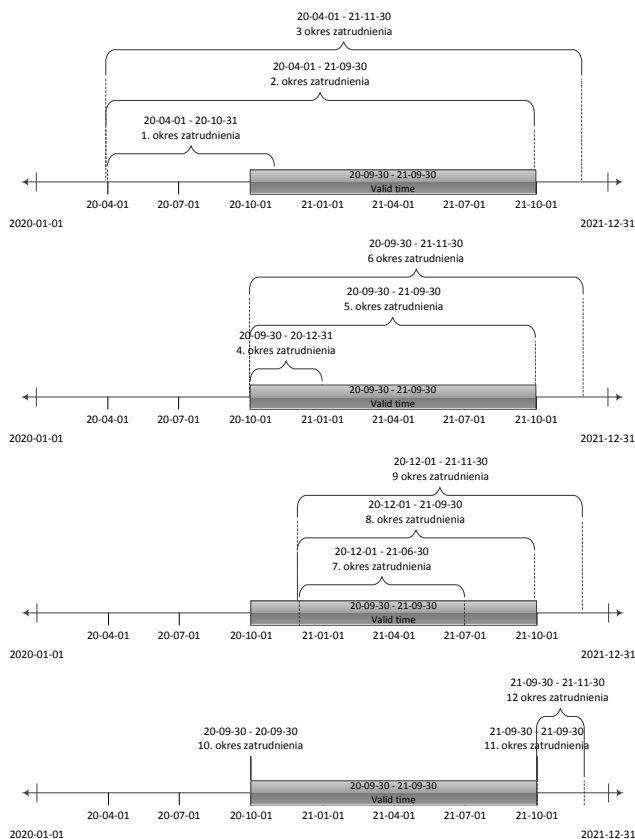 20-04-01 - 21-11-30
3 okres zatrudnienia
20-04-01 - 21-09-30
2. okres zatrudnienia
20-04-01 - 20-10-31
1. okres zatrudnienia
20-09-30 - 21-09-30
Valid time
20-04-01 20-07-01 20-10-01 21-01-01 21-04-01 21-07-01 21-10-01
2020-01-01 2021-12-31
20-09-30 - 21-11-30
6 okres zatrudnienia
20-09-30 - 21-09-30
5. okres zatrudnienia
20-09-30 - 20-12-31
4. okres zatrudnienia
20-09-30 - 21-09-30
Valid time
20-04-01 20-07-01 20-10-01 21-01-01 21-04-01 21-07-01 21-10-01
2020-01-01 2021-12-31
20-12-01 - 21-11-30
9 okres zatrudnienia
20-12-01 - 21-09-30
8. okres zatrudnienia
20-12-01 - 21-06-30
7. okres zatrudnienia
20-09-30 - 21-09-30
Valid time
20-04-01 20-07-01 20-10-01 21-01-01 21-04-01 21-07-01 21-10-01
2020-01-01 2021-12-31
21-09-30 - 21-11-30
12 okres zatrudnienia
20-09-30 - 20-09-30 21-09-30 - 21-09-30
10. okres zatrudnienia 11. okres zatrudnienia
20-09-30 - 21-09-30
Valid time
20-04-01 20-07-01 20-10-01 21-01-01 21-04-01 21-07-01 21-10-01
2020-01-01 2021-12-31